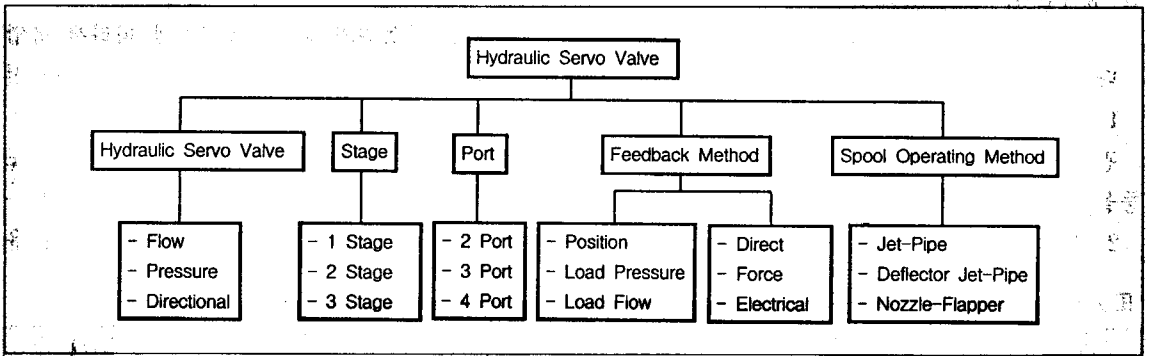 Hydraulic Servo Valve
Hydraulic Servo Valve
Stage
Port
Feedback Method
Spool Operating Method
- Flow
- Pressure
- Directional
- 1 Stage
- 2 Stage
- 3 Stage
- 2 Port
- 3 Port
- 4 Port
- Position
- Load Pressure
- Load Flow
- Direct
- Force
- Electrical
- Jet-Pipe
- Deflector Jet-Pipe
- Nozzle-Flapper